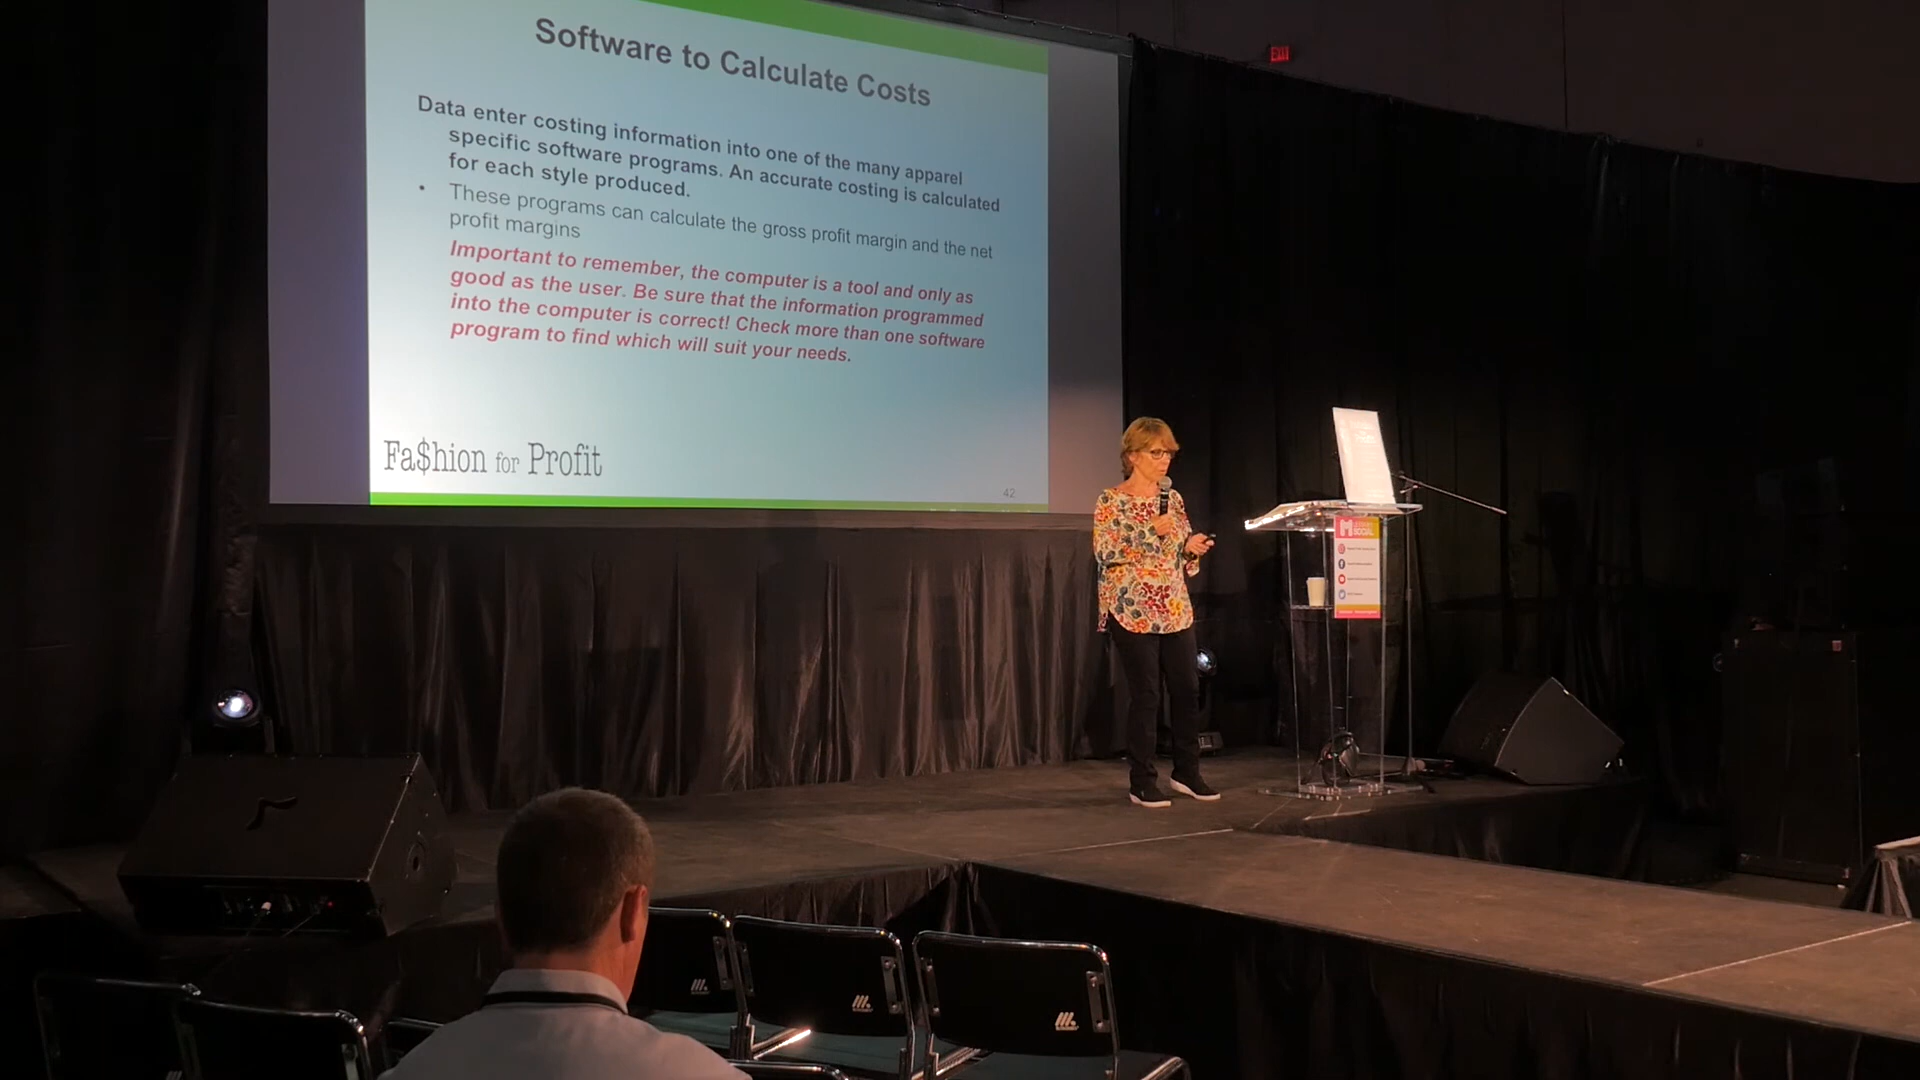 Software to Calculate Costs
Data enter costing information into one of the many apparel
specific software programs. An accurate costing is calculated
for each style produced.
• These programs can calculate the gross profit margin and the net
profit margins
Important to remember, the computer is a tool and only as
good as the user. Be sure that the information programmed
into the computer is correct! Check more than one software
program to find which will suit your needs.
Fa$hion for Profit
42
EXIT
SOCIAL